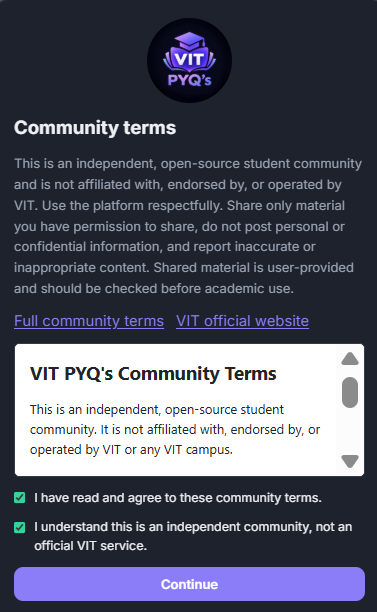 VIT
PYQ's
Community terms
This is an independent, open-source student community
and is not affiliated with, endorsed by, or operated by
VIT. Use the platform respectfully. Share only material
you have permission to share, do not post personal or
confidential information, and report inaccurate or
inappropriate content. Shared material is user-provided
and should be checked before academic use.
Full community terms VIT official website
VIT PYQ's Community Terms
This is an independent, open-source student
community. It is not affiliated with, endorsed by, or
operated by VIT or any VIT campus.
I have read and agree to these community terms.
I understand this is an independent community, not an
official VIT service.
Continue